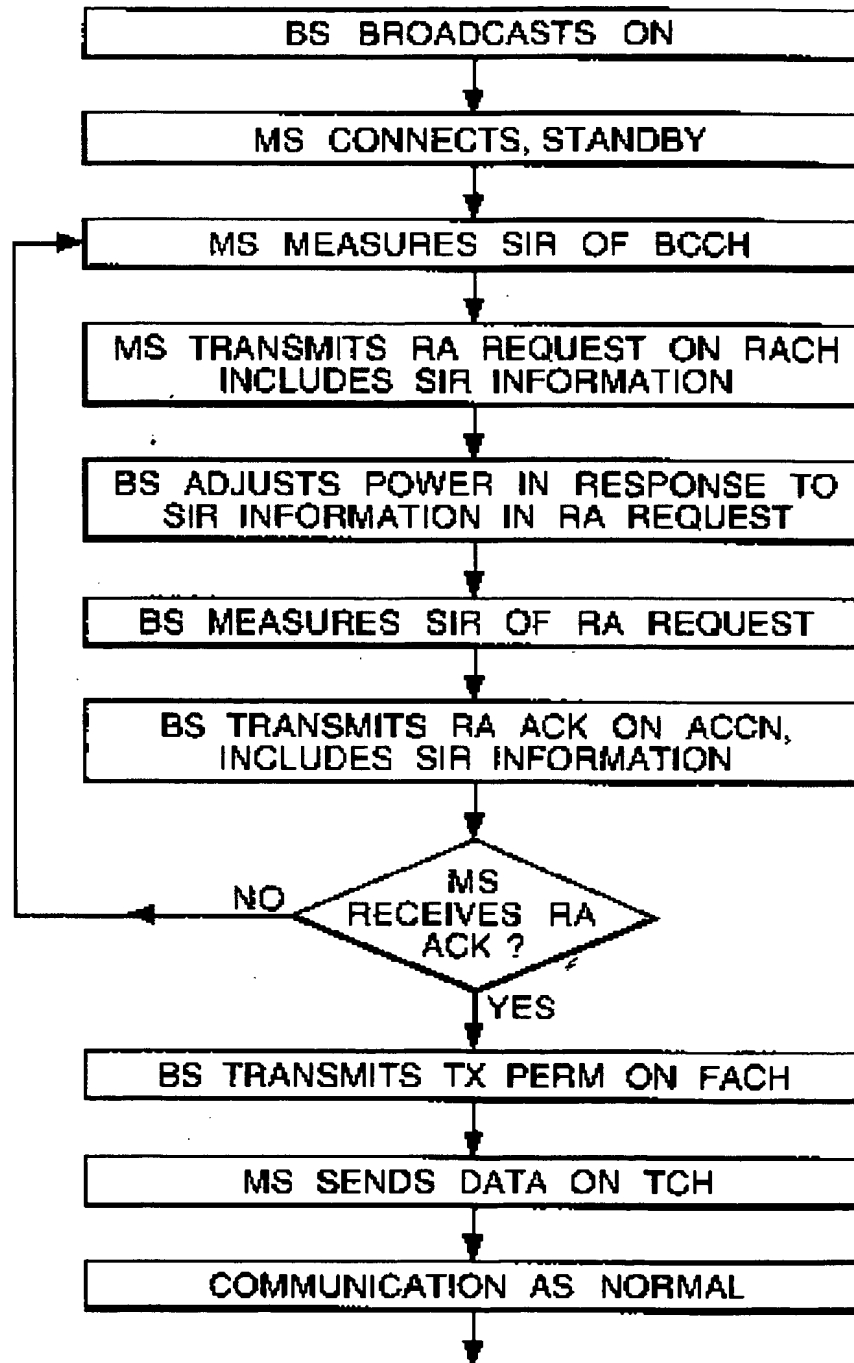 BS BROADCASTS ON
MS CONNECTS, STANDBY
MS MEASURES SIR OF BCCH
MS TRANSMITS RA REQUEST ON RACH
INCLUDES SIR INFORMATION
BS ADJUSTS POWER IN RESPONSE TO
SIR INFORMATION IN RA REQUEST
BS MEASURES SIR OF RA REQUEST
BS TRANSMITS RA ACK ON ACCN,
INCLUDES SIR INFORMATION
MS
RECEIVES RA
ACK ?
NO
YES
BS TRANSMITS TX PERM ON FACH
MS SENDS DATA ON TCH
COMMUNICATION AS NORMAL